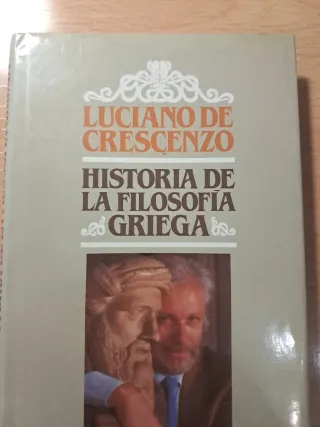 LUCIANO DE
CRESCENZO
HISTORIA DE
LA FILOSOFÍA
GRIEGA